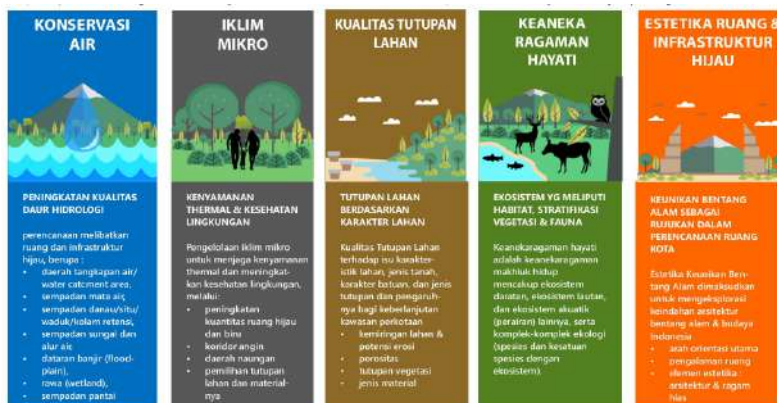 KONSERVASI
AIR
PENINGKATAN KUALITAS
DAUR HIDROLOGI
perencanaan melibatkan
ruang dan infrastruktur
hijau, berupa :
• daerah tangkapan air/
water catcment area,
• sempadan mata air,
• sempadan danau/situ/
waduk/kolam retensi,
• sempadan sungai dan
alur air
• dataran banjir (flood-
plain),
• rawa (wetland),
• sempadan pantai
IKLIM
MIKRO
KENYAMANAN
THERMAL & KESEHATAN
LINGKUNGAN
Pengelolaan iklim mikro
untuk menjaga kenyamanan
thermal dan meningkat-
kan kesehatan lingkungan,
melalui:
• peningkatan
kuantitas ruang hijau
dan biru
• koridor angin
• daerah naungan
• pemilihan tutupan
lahan dan material-
nya
KUALITAS TUTUPAN
LAHAN
TUTUPAN LAHAN
BERDASARKAN
KARAKTER LAHAN
Kualitas Tutupan Lahan
terhadap isu karakter-
istik lahan, jenis tanah,
karakter batuan, dan jenis
tutupan dan pengaruh-
nya bagi keberlanjutan
kawasan perkotaan
• kemiringan lahan &
potensi erosi
• porositas
• tutupan vegetasi
• jenis material
KEANEKA
RAGAMAN
HAYATI
EKOSISTEM YG MELIPUTI
HABITAT, STRATIFIKASI
VEGETASI & FAUNA
Keanekaragaman hayati
adalah keanekaragaman
makhluk hidup
mencakup ekosistem
daratan, ekosistem lautan,
dan ekosistem akuatik
(perairan) lainnya, serta
komplek-komplek ekologi
(spesies dan kesatuan
spesies dengan
ekosistem).
ESTETIKA RUANG &
INFRASTRUKTUR
HIJAU
KEUNIKAN BENTANG
ALAM SEBAGAI
RUJUKAN DALAM
PERENCANAAN RUANG
KOTA
Estetika Keunikan Ben-
tang Alam dimaksudkan
untuk mengeksplorasi
keindahan arsitektur
bentang alam & budaya
Indonesia
• arah orientasi utama
• pengalaman ruang
• elemen estetika :
arsitektur & ragam
hias